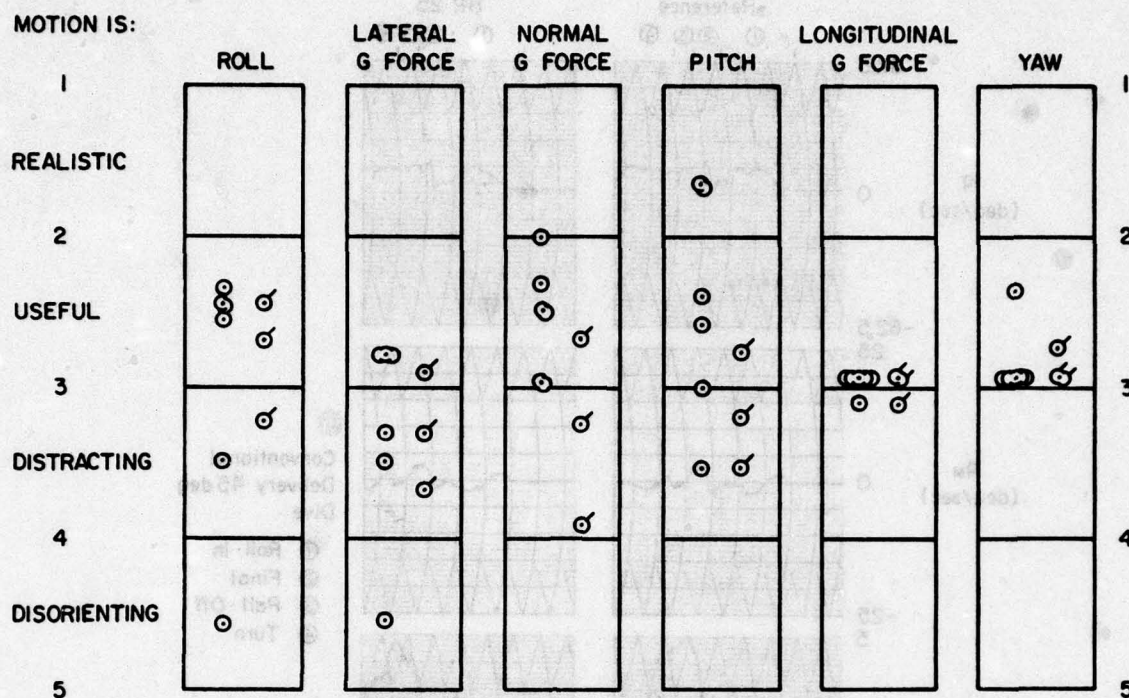 MOTION IS:
ROLL
LATERAL
G FORCE
NORMAL
G FORCE
PITCH
LONGITUDINAL
G FORCE
YAW
1 1
REALISTIC
2 2
USEFUL
3 3
DISTRACTING
4 4
DISORIENTING
5 5